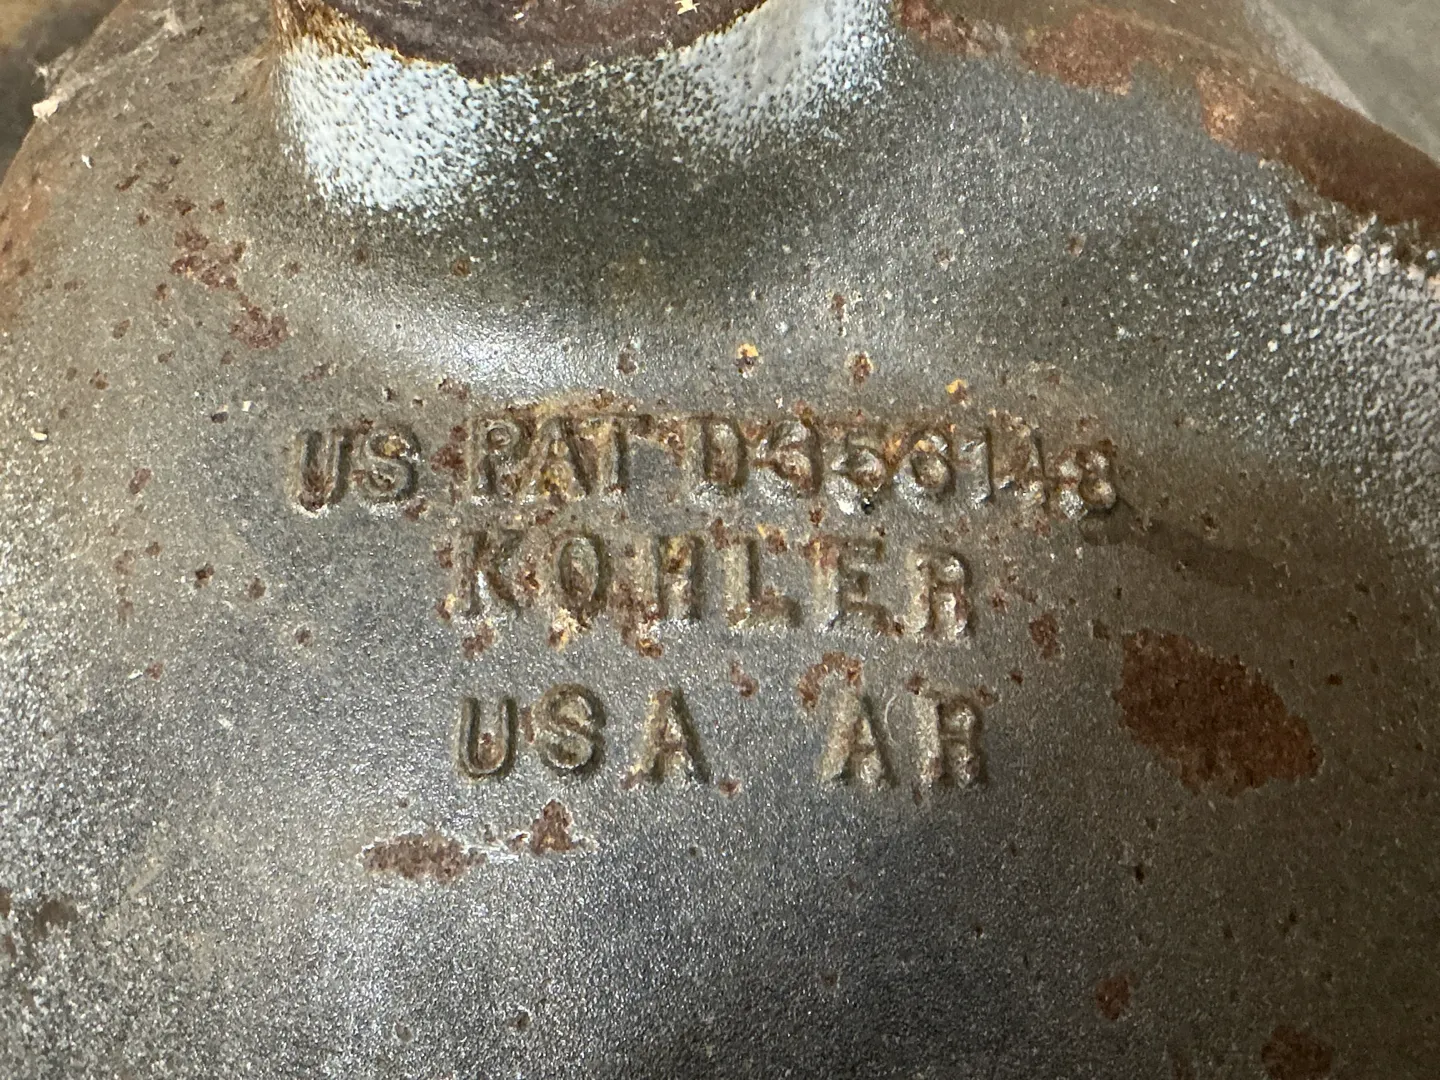 US PAT D356148
KOHLER
USA AR